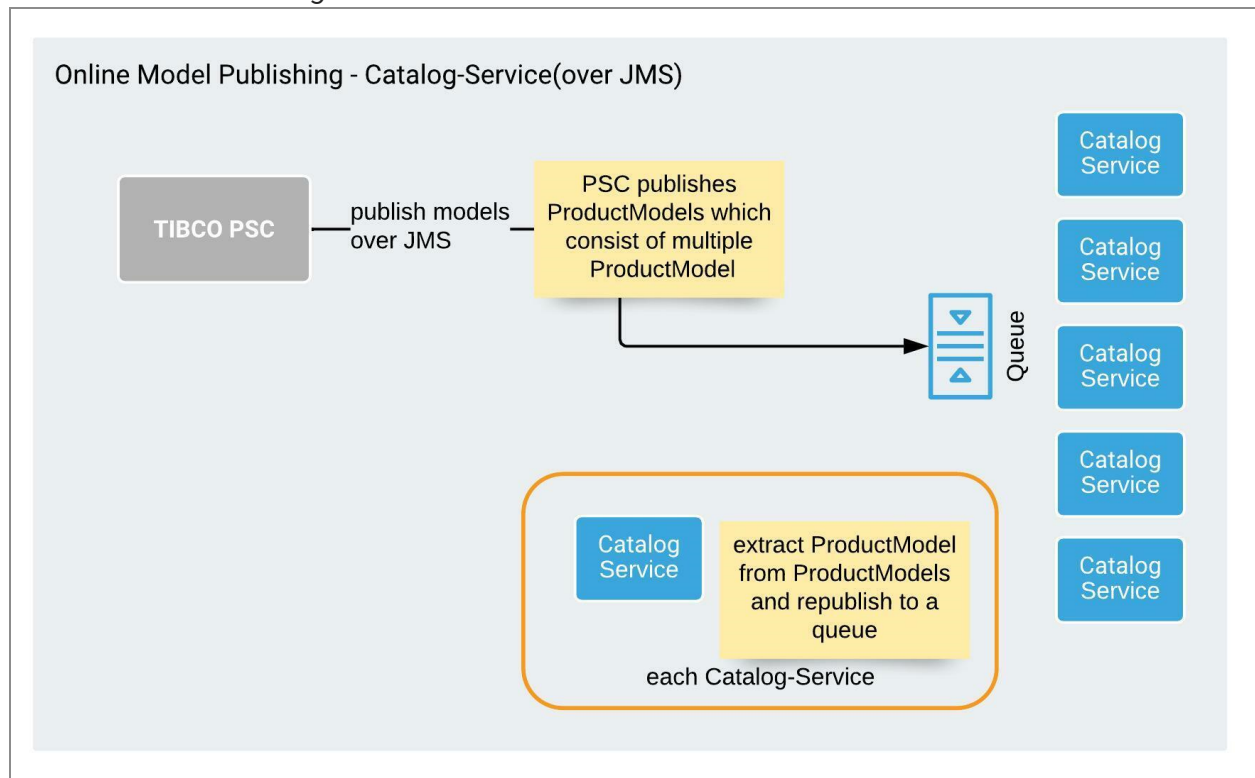 Online Model Publishing - Catalog-Service(over JMS)
TIBCO PSC
publish models
over JMS
PSC publishes
ProductModels which
consist of multiple
ProductModel
Queue
Catalog
Service
Catalog
Service
Catalog
Service
Catalog
Service
Catalog
Service
Catalog
Service
extract ProductModel
from ProductModels
and republish to a
queue
each Catalog-Service